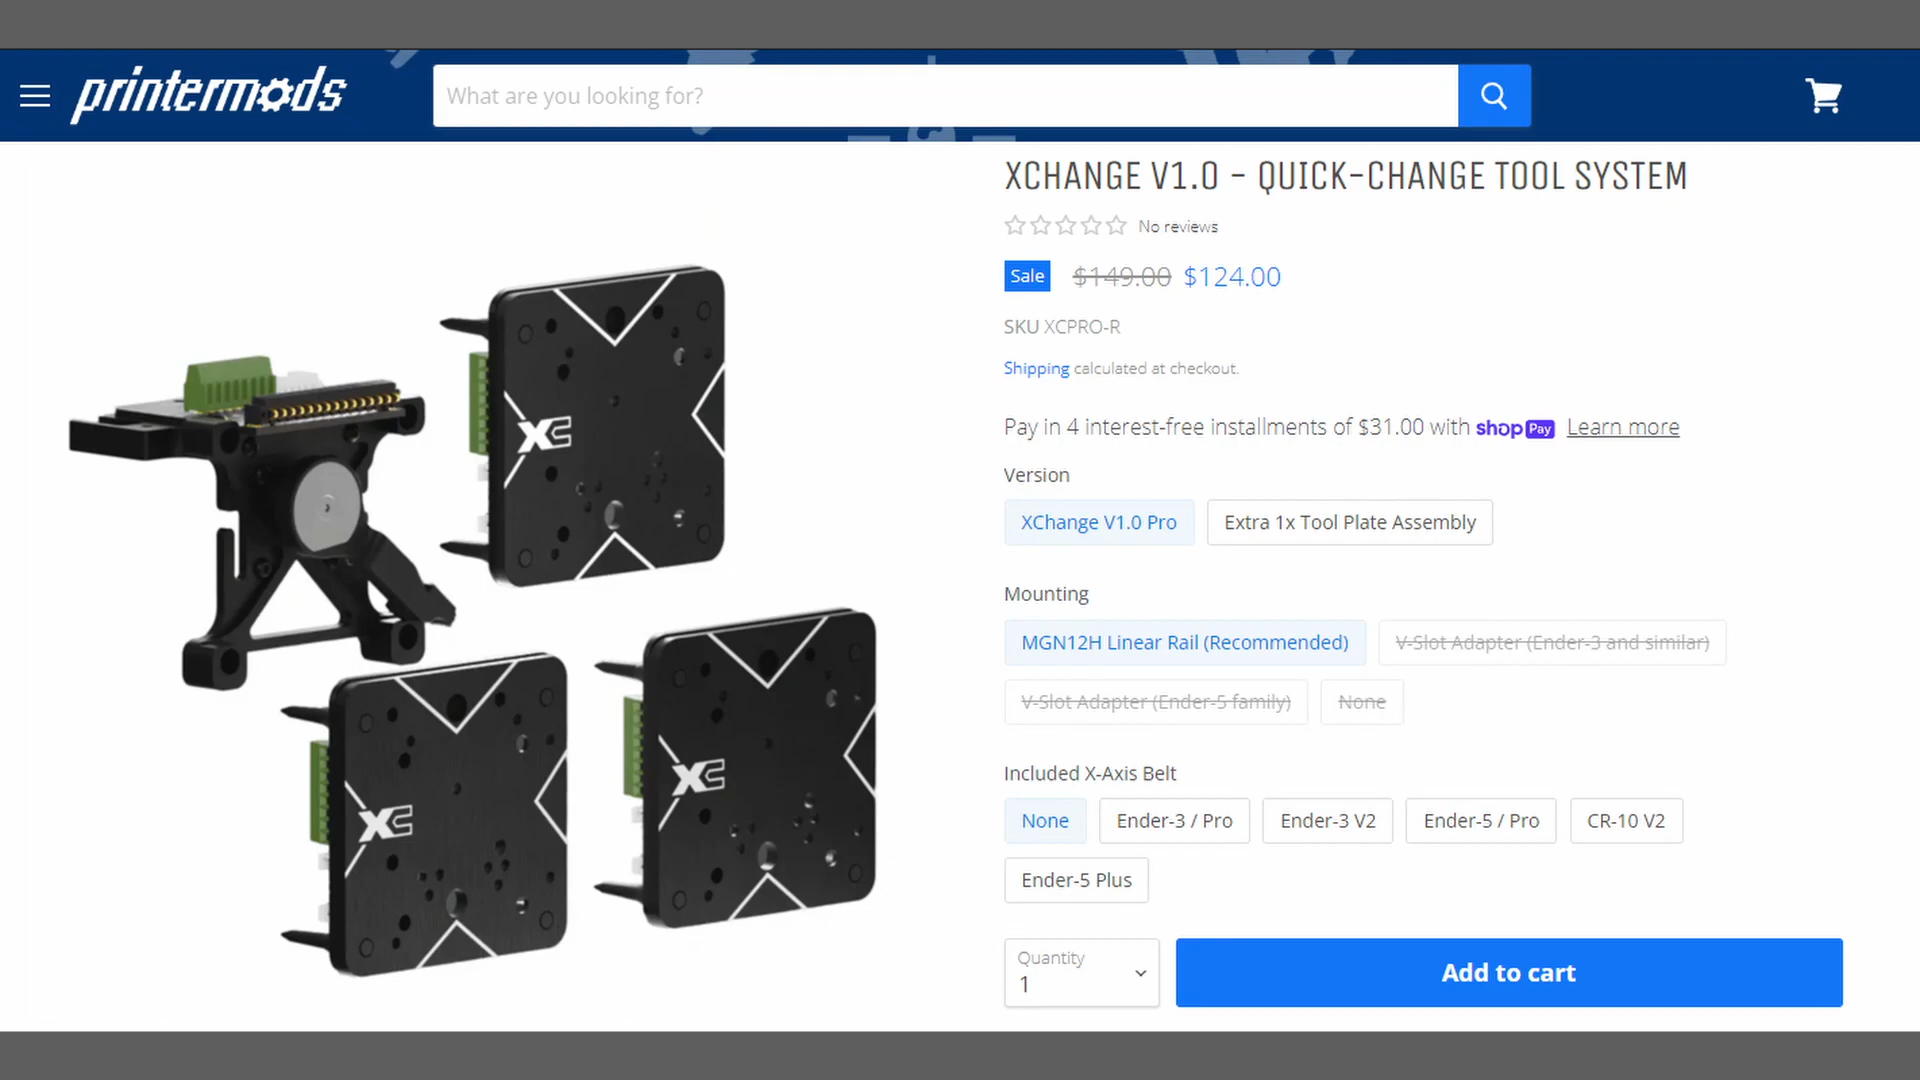 printermods
What are you looking for?
XCHANGE V1.0 - QUICK-CHANGE TOOL SYSTEM
No reviews
Sale $149.00 $124.00
SKU XCPRO-R
Shipping calculated at checkout.
Pay in 4 interest-free installments of $31.00 with shop Pay Learn more
Version
XChange V1.0 Pro Extra 1x Tool Plate Assembly
Mounting
MGN12H Linear Rail (Recommended) V-Slot Adapter (Ender-3 and similar)
V-Slot Adapter (Ender-5 family) None
Included X-Axis Belt
None Ender-3 / Pro Ender-3 V2 Ender-5 / Pro CR-10 V2
Ender-5 Plus
Quantity
1
Add to cart
XC
XC
XC